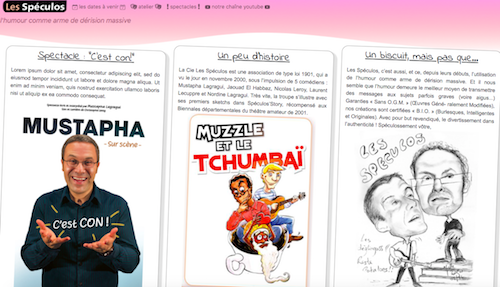 Les Spéculos les dates à venir atelier spectacles notre chaîne youtube
l'humour comme arme de dérision massive
Spectacle : "C'est con!"
Lorem ipsum dolor sit amet, consectetur adipiscing elit, sed do
eiusmod tempor incididunt ut labore et dolore magna aliqua. Ut
enim ad minim veniam, quis nostrud exercitation ullamco laboris
nisi ut aliquip ex ea commodo consequat.
MUSTAPHA
-Sur scène-
C'est CON !
Un peu d'histoire
La Cie Les Spéculos est une association de type loi 1901, qui a
vu le jour en novembre 2000, sous l'impulsion de 5 comédiens :
Mustapha Lagragui, Jaouad El Habbaz, Nicolas Leroy, Laurent
Lecuyotte et Nordine Lagragui. Très vite, la troupe s'illustre avec
ses premiers sketchs dans Spéculos'Story, récompensé aux
Biennales départementales du théâtre amateur de 2001.
MUZZLE
ET LE
TCHUMBAÏ
Un biscuit, mais pas que...
Les Spéculos, c'est aussi, et ce, depuis leurs débuts, l'utilisation
de l'humour comme arme de dérision massive. Et il nous
semble que l'humour demeure le meilleur moyen de transmettre
des messages aux sujets parfois graves (voire aigus...)
Garanties « Sans O.G.M. » (Œuvres Géné- ralement Modifiées),
nos créations sont certifiées « B.I.O. » (Burlesques, Intelligentes
et Originales). Avec pour but revendiqué, le divertissement dans
l'authenticité ! Spéculossement vôtre,
LES
SPECULOS